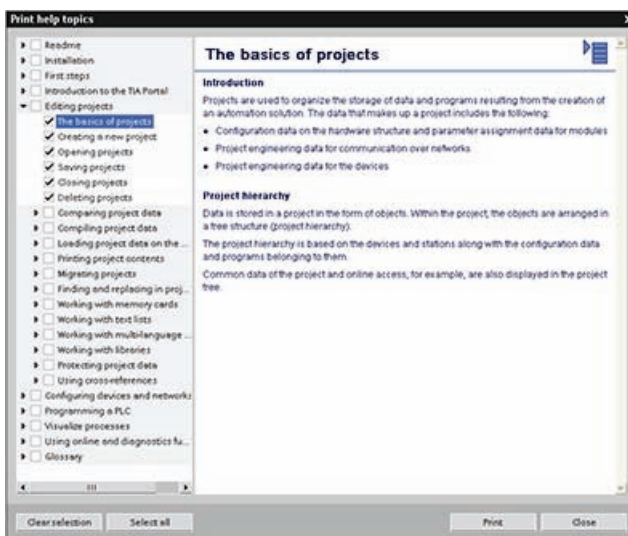 Print help topics
Readme
Installation
First steps
Introduction to the TIA Portal
Editing projects
The basics of projects
Creating a new project
Opening projects
Saving projects
Closing projects
Deleting projects
Comparing project data
Compiling project data
Loading project data on the ...
Printing project contents
Migrating projects
Finding and replacing in proj...
Working with memory cards
Working with text lists
Working with multi-language ...
Working with libraries
Protecting project data
Using cross-references
Configuring devices and networks
Programming a PLC
Visualize processes
Using online and diagnostics fu...
Glossary
The basics of projects
Introduction
Projects are used to organize the storage of data and programs resulting from the creation of
an automation solution. The data that makes up a project includes the following:
• Configuration data on the hardware structure and parameter assignment data for modules
• Project engineering data for communication over networks
• Project engineering data for the devices
Project hierarchy
Data is stored in a project in the form of objects. Within the project, the objects are arranged in
a tree structure (project hierarchy).
The project hierarchy is based on the devices and stations along with the configuration data
and programs belonging to them.
Common data of the project and online access, for example, are also displayed in the project
tree.
Clear selection
Select all
Print
Close